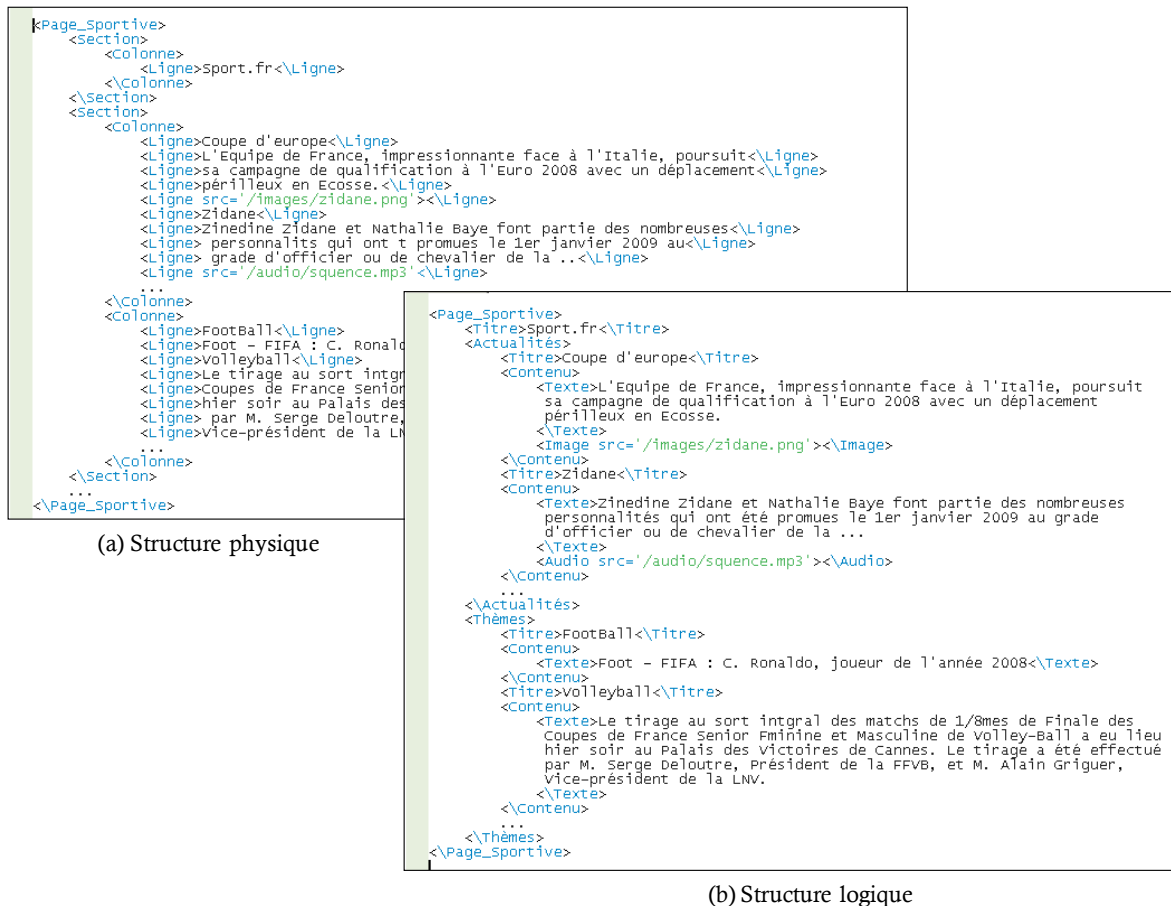 <Page_Sportive>
<Section>
<Colonne>
<Ligne>Sport.fr<\Ligne>
<\Colonne>
<\Section>
<Section>
<Colonne>
<Ligne>Coupe d'europe<\Ligne>
<Ligne>L'Equipe de France, impressionnante face à l'Italie, poursuit<\Ligne>
<Ligne>sa campagne de qualification à l'Euro 2008 avec un déplacement<\Ligne>
<Ligne>périlleux en Ecosse.<\Ligne>
<Ligne src='/images/zidane.png'><\Ligne>
<Ligne>Zidane<\Ligne>
<Ligne>Zinedine Zidane et Nathalie Baye font partie des nombreuses<\Ligne>
<Ligne> personnalits qui ont t promues le 1er janvier 2009 au<\Ligne>
<Ligne> grade d'officier ou de chevalier de la ..<\Ligne>
<Ligne src='/audio/squence.mp3'<\Ligne>
...
<\Colonne>
<Colonne>
<Ligne>FootBall<\Ligne>
<Ligne>Foot - FIFA : C. Ronald
<Ligne>Volleyball<\Ligne>
<Ligne>Le tirage au sort intgr
<Ligne>Coupes de France Senior
<Ligne>hier soir au Palais des
<Ligne> par M. Serge Deloutre,
<Ligne>Vice-président de la LN
...
<\Colonne>
<\Section>
...
<\Page_Sportive>
(a) Structure physique
<Page_Sportive>
<Titre>Sport.fr<\Titre>
<Actualités>
<Titre>Coupe d'europe<\Titre>
<Contenu>
<Texte>L'Equipe de France, impressionnante face à l'Italie, poursuit
sa campagne de qualification à l'Euro 2008 avec un déplacement
périlleux en Ecosse.
<\Texte>
<Image src='/images/zidane.png'><\Image>
<\Contenu>
<Titre>Zidane<\Titre>
<Contenu>
<Texte>Zinedine Zidane et Nathalie Baye font partie des nombreuses
personnalités qui ont été promues le 1er janvier 2009 au grade
d'officier ou de chevalier de la ...
<\Texte>
<Audio src='/audio/squence.mp3'><\Audio>
<\Contenu>
...
<\Actualités>
<Thèmes>
<Titre>FootBall<\Titre>
<Contenu>
<Texte>Foot - FIFA : C. Ronaldo, joueur de l'année 2008<\Texte>
<\Contenu>
<Titre>Volleyball<\Titre>
<Contenu>
<Texte>Le tirage au sort intgral des matchs de 1/8mes de Finale des
Coupes de France Senior Fminine et Masculine de Volley-Ball a eu lieu
hier soir au Palais des Victoires de Cannes. Le tirage a été effectué
par M. Serge Deloutre, Président de la FFVB, et M. Alain Griguer,
Vice-président de la LNV.
<\Texte>
<\Contenu>
...
<\Thèmes>
<\Page_Sportive>
(b) Structure logique